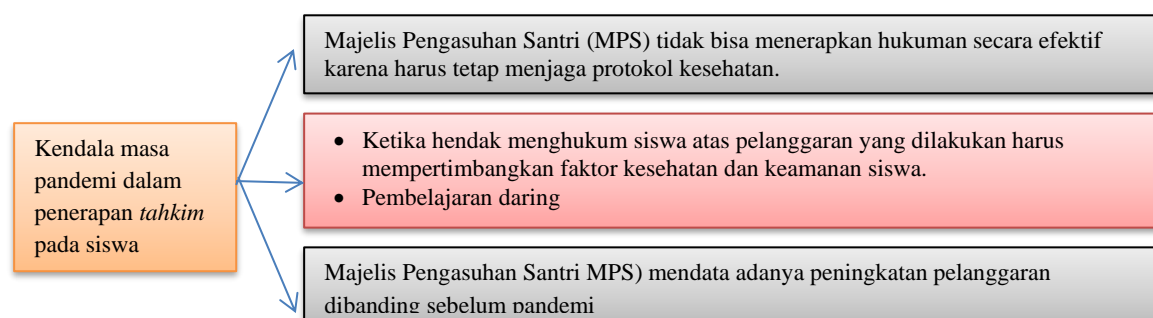 Kendala masa
pandemi dalam
penerapan tahkim
pada siswa
Majelis Pengasuhan Santri (MPS) tidak bisa menerapkan hukuman secara efektif
karena harus tetap menjaga protokol kesehatan.
• Ketika hendak menghukum siswa atas pelanggaran yang dilakukan harus
mempertimbangkan faktor kesehatan dan keamanan siswa.
• Pembelajaran daring
Majelis Pengasuhan Santri MPS) mendata adanya peningkatan pelanggaran
dibanding sebelum pandemi